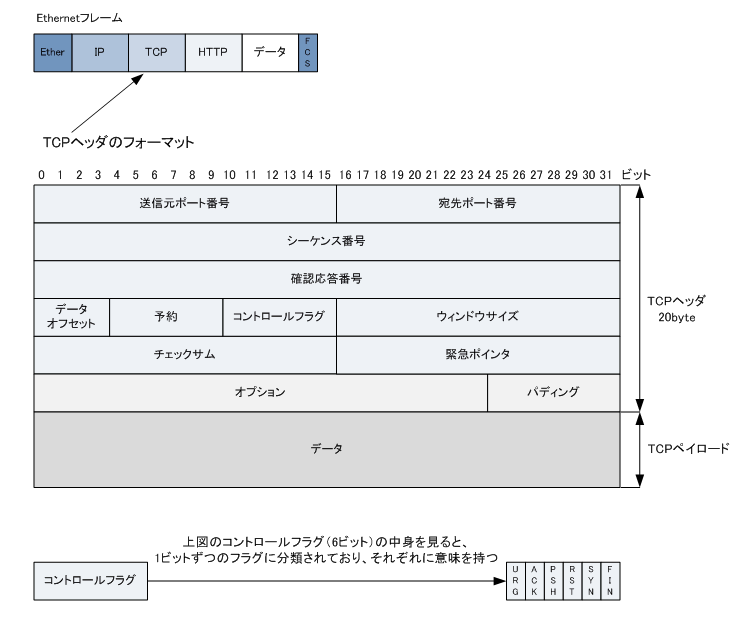 Ethernetフレーム
Ether IP TCP HTTP データ FCS
TCPヘッダのフォーマット
0 1 2 3 4 5 6 7 8 9 10 11 12 13 14 15 16 17 18 19 20 21 22 23 24 25 26 27 28 29 30 31 ビット
送信元ポート番号 宛先ポート番号
シーケンス番号
確認応答番号
データ
オフセット
予約 コントロールフラグ ウィンドウサイズ
チェックサム 緊急ポインタ
オプション パディング
TCPヘッダ
20byte
データ
TCPペイロード
上図のコントロールフラグ(6ビット)の中身を見ると、
1ビットずつのフラグに分類されており、それぞれに意味を持つ
コントロールフラグ
URG ACK PSH RST SYN FIN